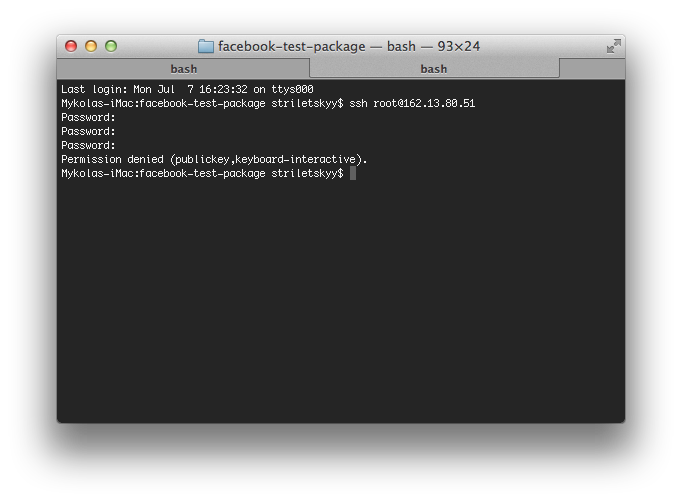 facebook-test-package — bash — 93×24
bash bash
Last login: Mon Jul  7 16:23:32 on ttys000
Mykolas-iMac:facebook-test-package striletskyy$ ssh root@162.13.80.51
Password:
Password:
Password:
Permission denied (publickey,keyboard-interactive).
Mykolas-iMac:facebook-test-package striletskyy$